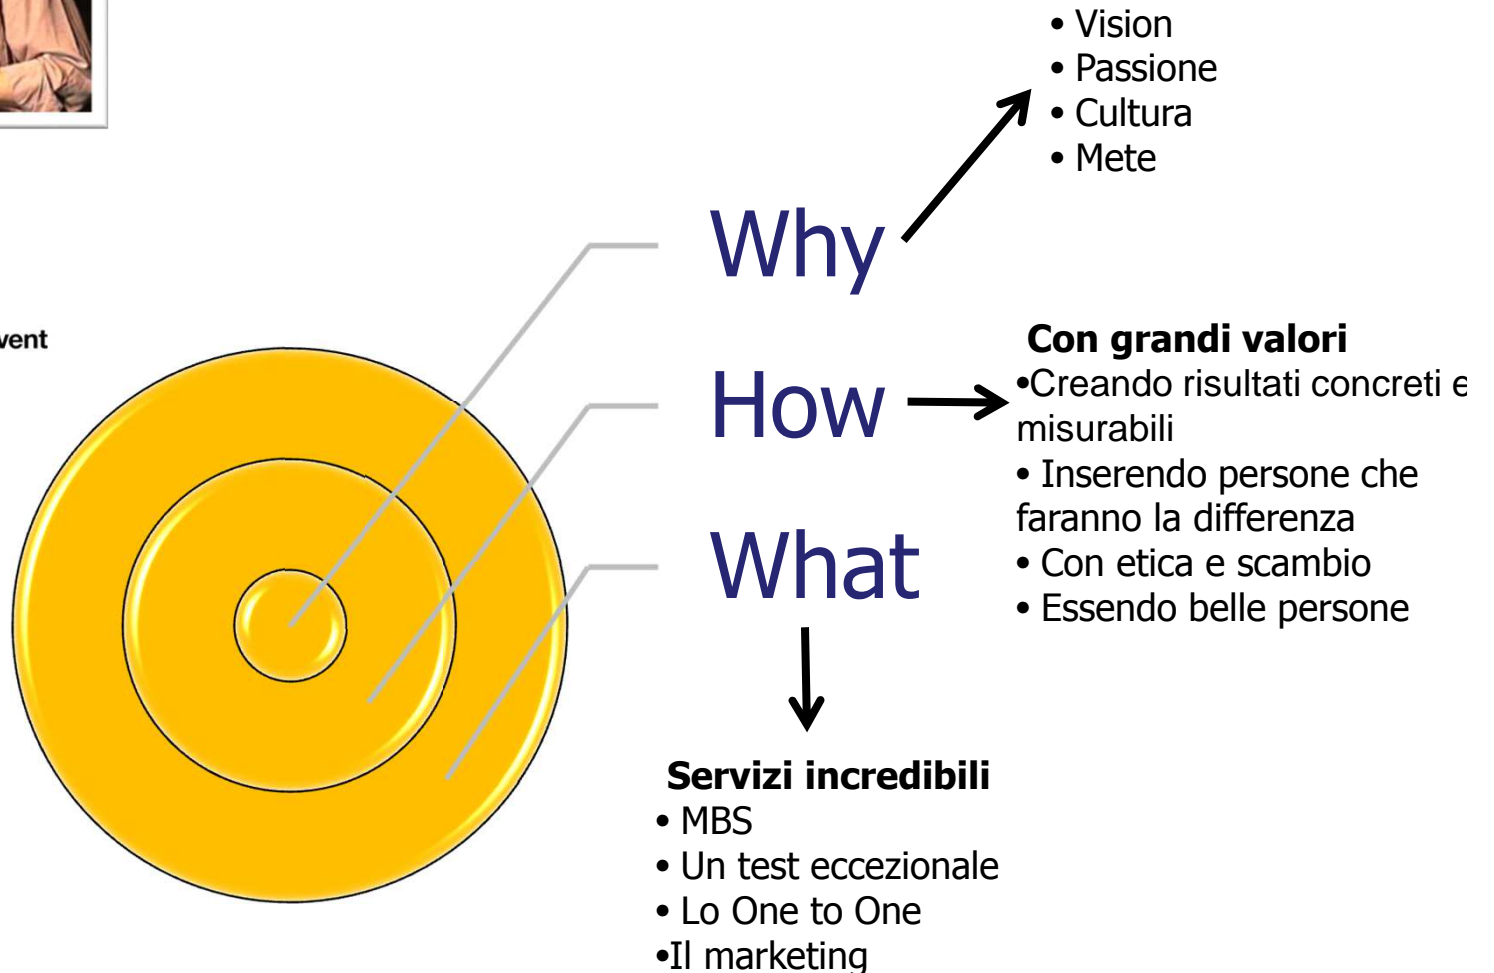 • Vision
• Passione
• Cultura
• Mete
Why
vent
Con grandi valori
How
•Creando risultati concreti e
misurabili
• Inserendo persone che
faranno la differenza
What
• Con etica e scambio
• Essendo belle persone
Servizi incredibili
• MBS
• Un test eccezionale
• Lo One to One
•Il marketing